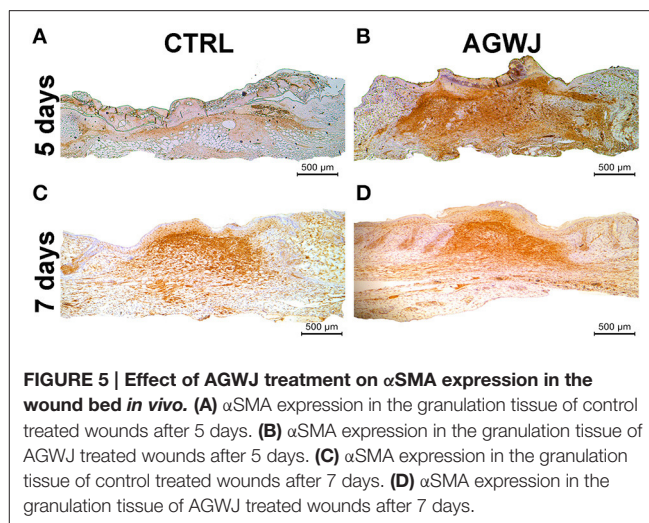 A
CTRL
B
AGWJ
5 days
500 µm
500 µm
C
D
7 days
500 µm
500 µm
FIGURE 5 | Effect of AGWJ treatment on αSMA expression in the
wound bed in vivo. (A) αSMA expression in the granulation tissue of control
treated wounds after 5 days. (B) αSMA expression in the granulation tissue of
AGWJ treated wounds after 5 days. (C) αSMA expression in the granulation
tissue of control treated wounds after 7 days. (D) αSMA expression in the
granulation tissue of AGWJ treated wounds after 7 days.